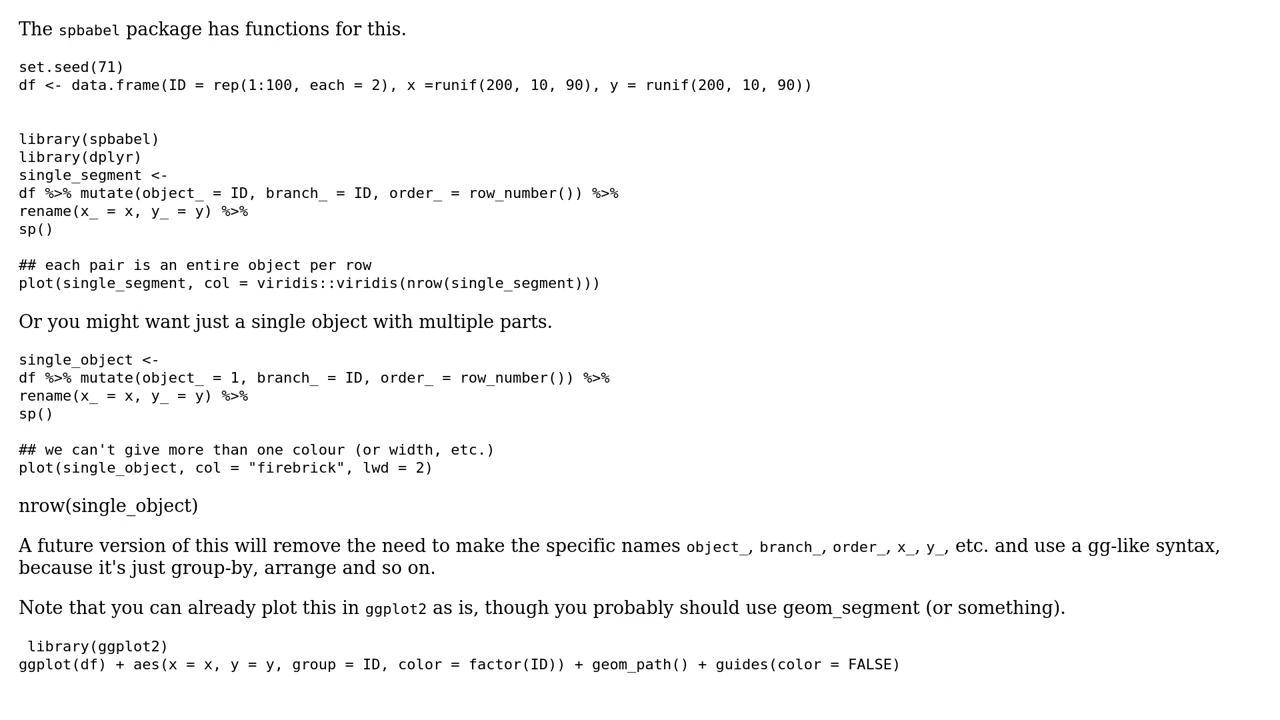 The spbabel package has functions for this.
set.seed(71)
df <- data.frame(ID = rep(1:100, each = 2), x =runif(200, 10, 90), y = runif(200, 10, 90))
library(spbabel)
library(dplyr)
single_segment <-
df %>% mutate(object_ = ID, branch_ = ID, order_ = row_number()) %>%
rename(x_ = x, y_ = y) %>%
sp()
## each pair is an entire object per row
plot(single_segment, col = viridis::viridis(nrow(single_segment)))
Or you might want just a single object with multiple parts.
single_object <-
df %>% mutate(object_ = 1, branch_ = ID, order_ = row_number()) %>%
rename(x_ = x, y_ = y) %>%
sp()
## we can't give more than one colour (or width, etc.)
plot(single_object, col = "firebrick", lwd = 2)
nrow(single_object)
A future version of this will remove the need to make the specific names object_, branch_, order_, x_, y_, etc. and use a gg-like syntax,
because it's just group-by, arrange and so on.
Note that you can already plot this in ggplot2 as is, though you probably should use geom_segment (or something).
library(ggplot2)
ggplot(df) + aes(x = x, y = y, group = ID, color = factor(ID)) + geom_path() + guides(color = FALSE)